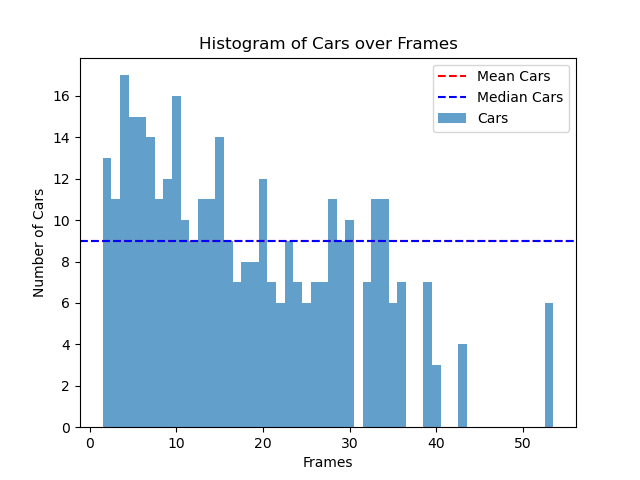 Histogram of Cars over Frames
Mean Cars
Median Cars
Cars
Number of Cars
16
14
12
10
8
6
4
2
0
0 10 20 30 40 50
Frames